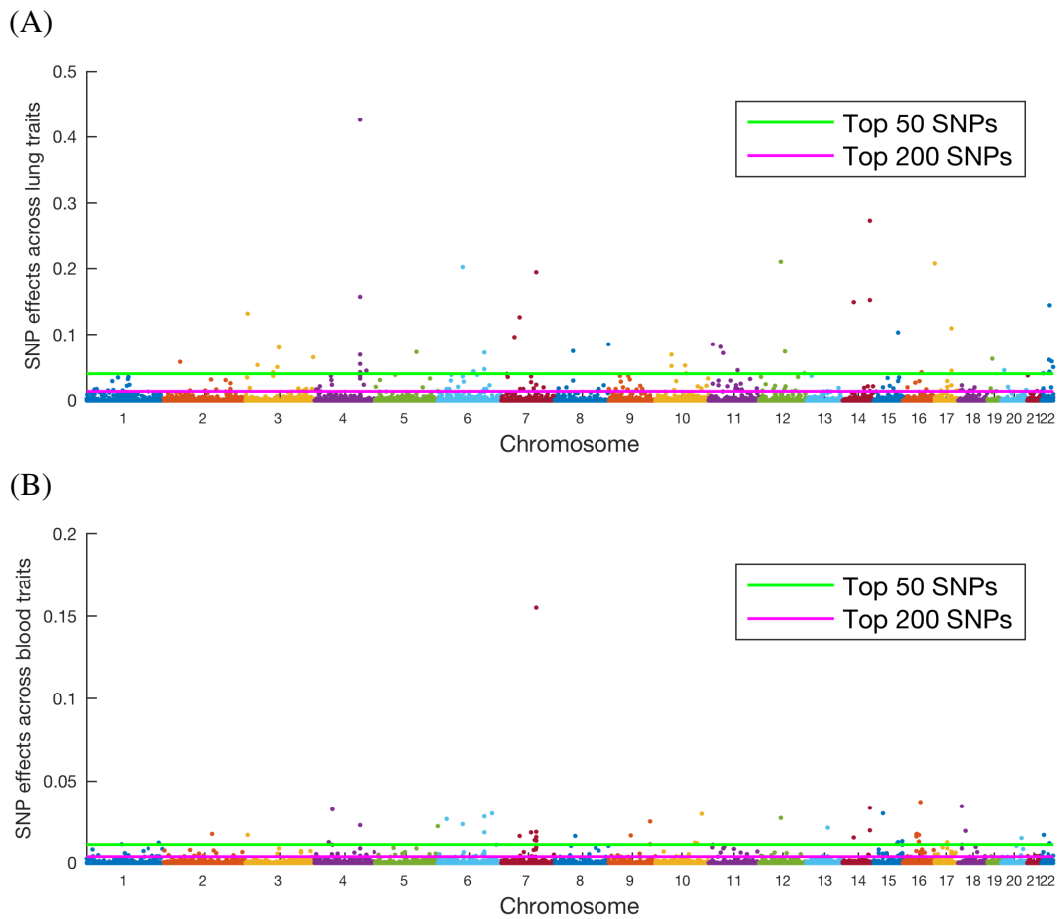 (A)
SNP effects across lung traits
0.5
0.4
0.3
0.2
0.1
0
Top 50 SNPs
Top 200 SNPs
1 2 3 4 5 6 7 8 9 10 11 12 13 14 15 16 17 18 19 20 21 22
Chromosome
(B)
SNP effects across blood traits
0.2
0.15
0.1
0.05
0
Top 50 SNPs
Top 200 SNPs
1 2 3 4 5 6 7 8 9 10 11 12 13 14 15 16 17 18 19 20 21 22
Chromosome